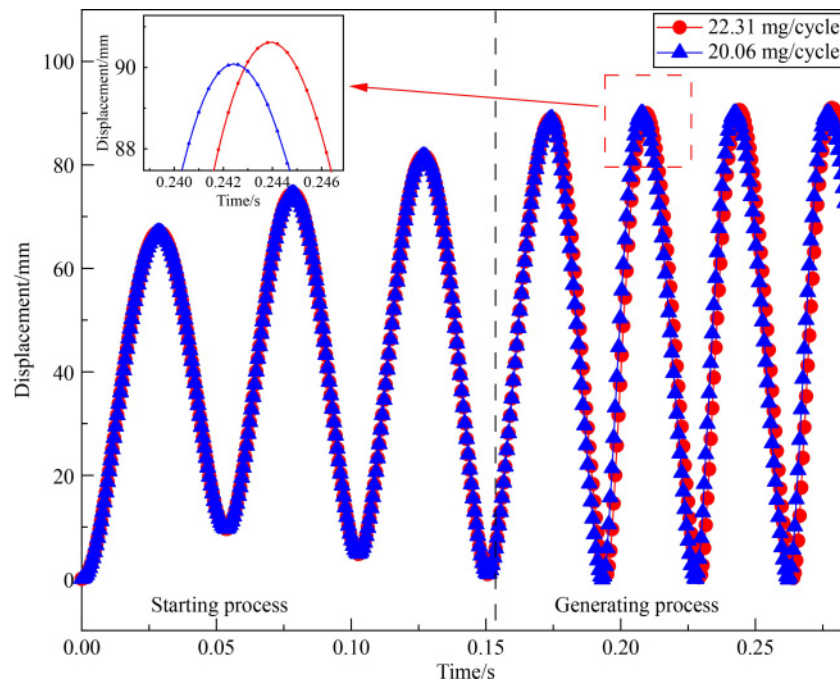 22.31 mg/cycle
20.06 mg/cycle
Displacement/mm
90
88
0.240 0.242 0.244 0.246
Time/s
Displacement/mm
100
80
60
40
20
0
Starting process Generating process
0.00 0.05 0.10 0.15 0.20 0.25
Time/s